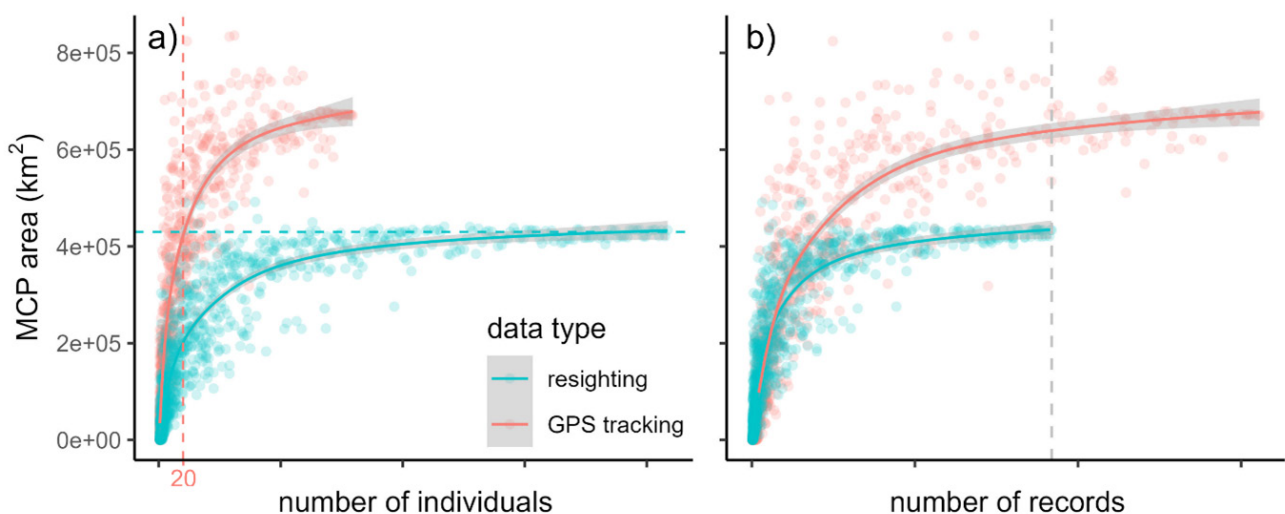 a)
b)
MCP area (km²)
8e+05
6e+05
4e+05
2e+05
0e+00
data type
resighting
GPS tracking
20
number of individuals
number of records